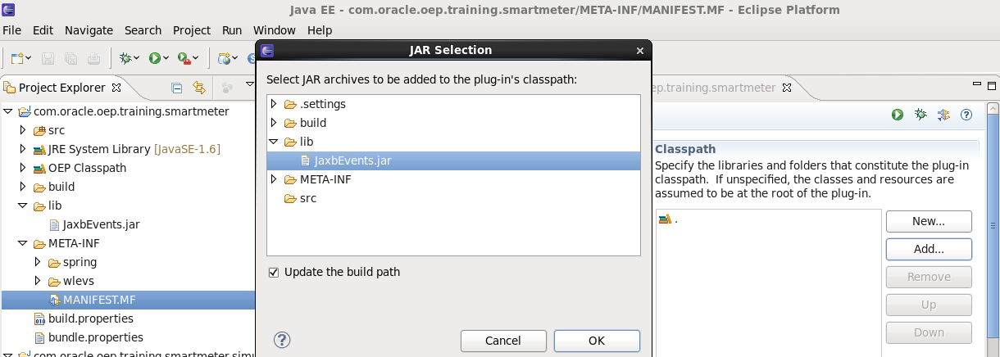 Java EE - com.oracle.oep.training.smartmeter/META-INF/MANIFEST.MF - Eclipse Platform
File Edit Navigate Search Project Run Window Help
JAR Selection
Select JAR archives to be added to the plug-in's classpath:
.settings
build
lib
JaxbEvents.jar
META-INF
src
Update the build path
Cancel
OK
Project Explorer
com.oracle.oep.training.smartmeter
src
JRE System Library [JavaSE-1.6]
OEP Classpath
build
lib
JaxbEvents.jar
META-INF
spring
wlevs
MANIFEST.MF
build.properties
bundle.properties
com.oracle.oep.training.smartmeter.sim
ep.training.smartmeter
Classpath
Specify the libraries and folders that constitute the plug-in
classpath. If unspecified, the classes and resources are
assumed to be at the root of the plug-in.
.
New...
Add...
Remove
Up
Down